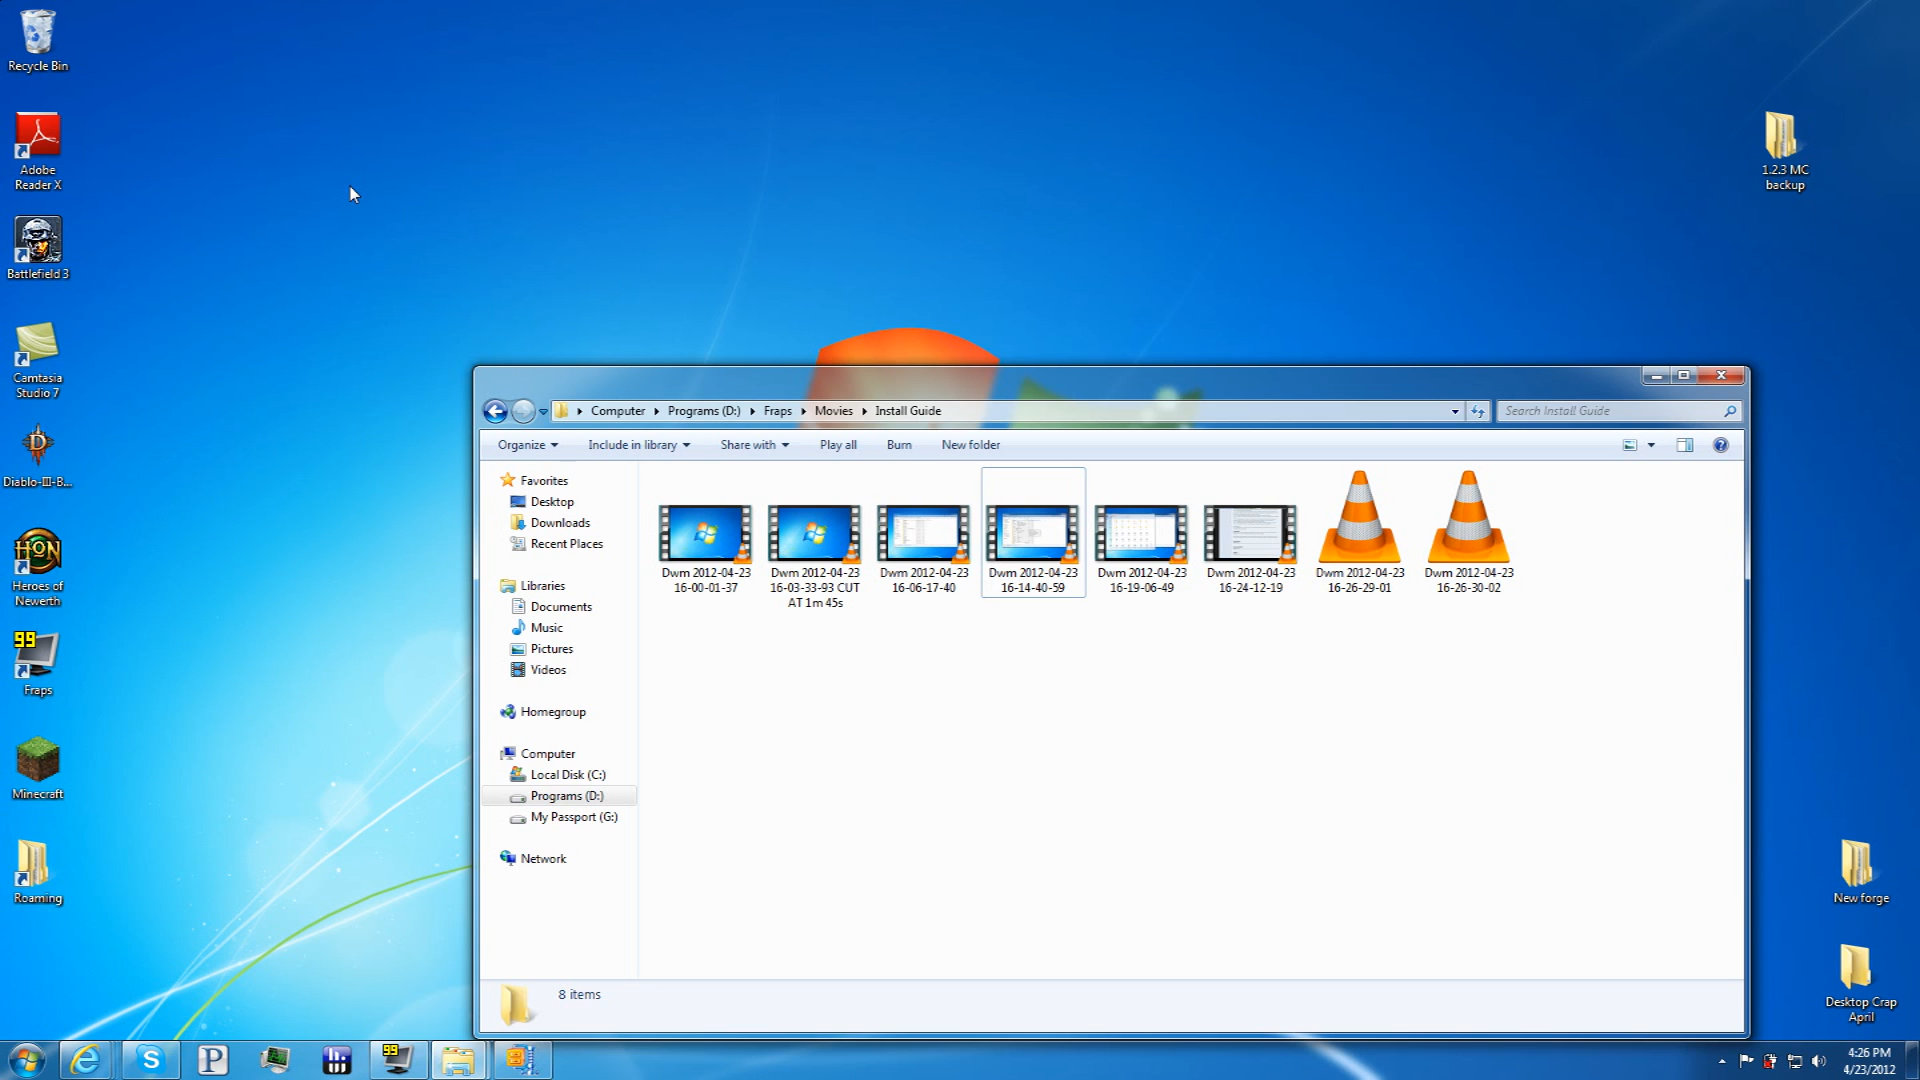 Recycle Bin
Adobe
Reader X
Battlefield 3
Camtasia
Studio 7
Diablo-III-B...
HON
Heroes of
Newerth
99
Fraps
Minecraft
Roaming
1.2.3 MC
backup
New forge
Desktop Crap
April
Computer
Programs (D:)
Fraps
Movies
Install Guide
Search Install Guide
Organize
Include in library
Share with
Play all
Burn
New folder
Favorites
Desktop
Downloads
Recent Places
Libraries
Documents
Music
Pictures
Videos
Homegroup
Computer
Local Disk (C:)
Programs (D:)
My Passport (G:)
Network
Dwm 2012-04-23
16-00-01-37
Dwm 2012-04-23
16-03-33-93 CUT
AT 1m 45s
Dwm 2012-04-23
16-06-17-40
Dwm 2012-04-23
16-14-40-59
Dwm 2012-04-23
16-19-06-49
Dwm 2012-04-23
16-24-12-19
Dwm 2012-04-23
16-26-29-01
Dwm 2012-04-23
16-26-30-02
8 items
99
4:26 PM
4/23/2012